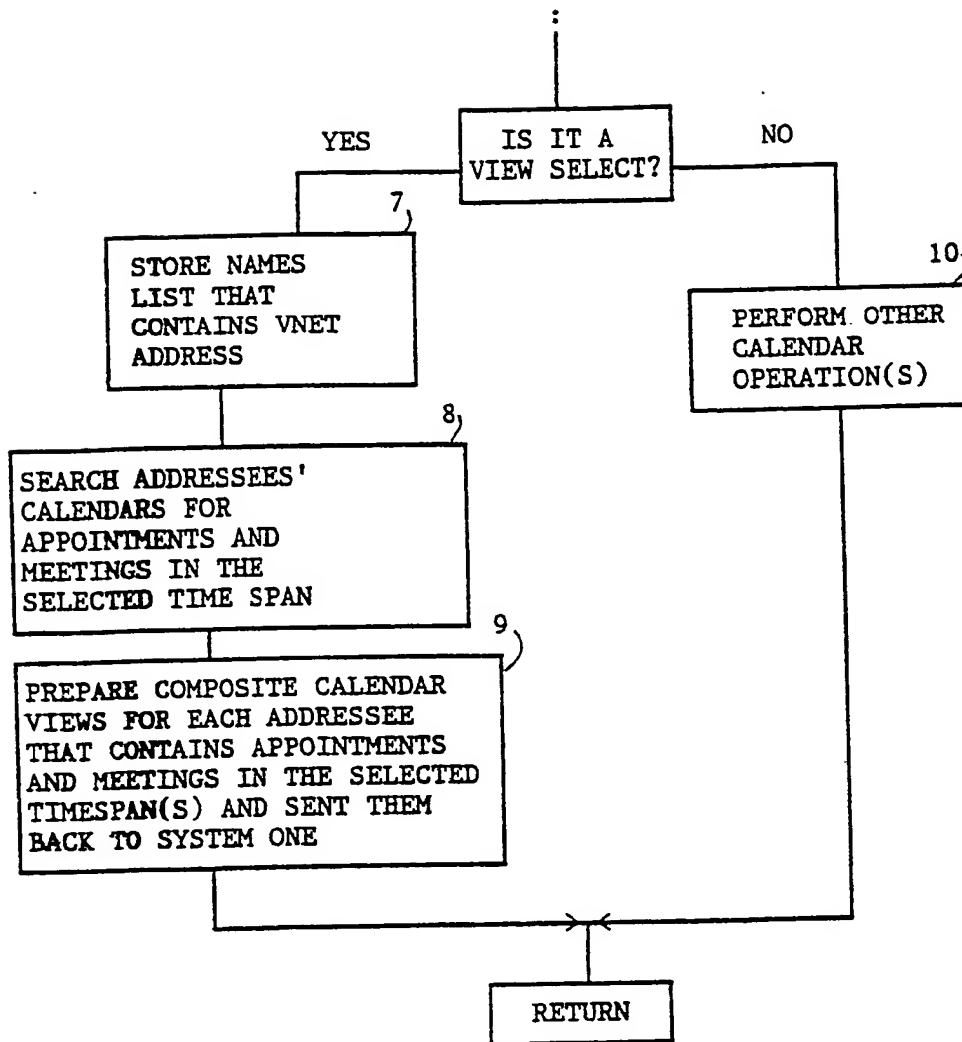 :
IS IT A
VIEW SELECT?
YES
NO
7
STORE NAMES
LIST THAT
CONTAINS VNET
ADDRESS
10
PERFORM OTHER
CALENDAR
OPERATION(S)
8
SEARCH ADDRESSEES'
CALENDARS FOR
APPOINTMENTS AND
MEETINGS IN THE
SELECTED TIME SPAN
9
PREPARE COMPOSITE CALENDAR
VIEWS FOR EACH ADDRESSEE
THAT CONTAINS APPOINTMENTS
AND MEETINGS IN THE SELECTED
TIMESPAN(S) AND SENT THEM
BACK TO SYSTEM ONE
RETURN